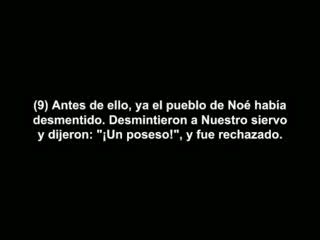 (9) Antes de ello, ya el pueblo de Noé había
desmentido. Desmintieron a Nuestro siervo
y dijeron: "¡Un poseso!", y fue rechazado.